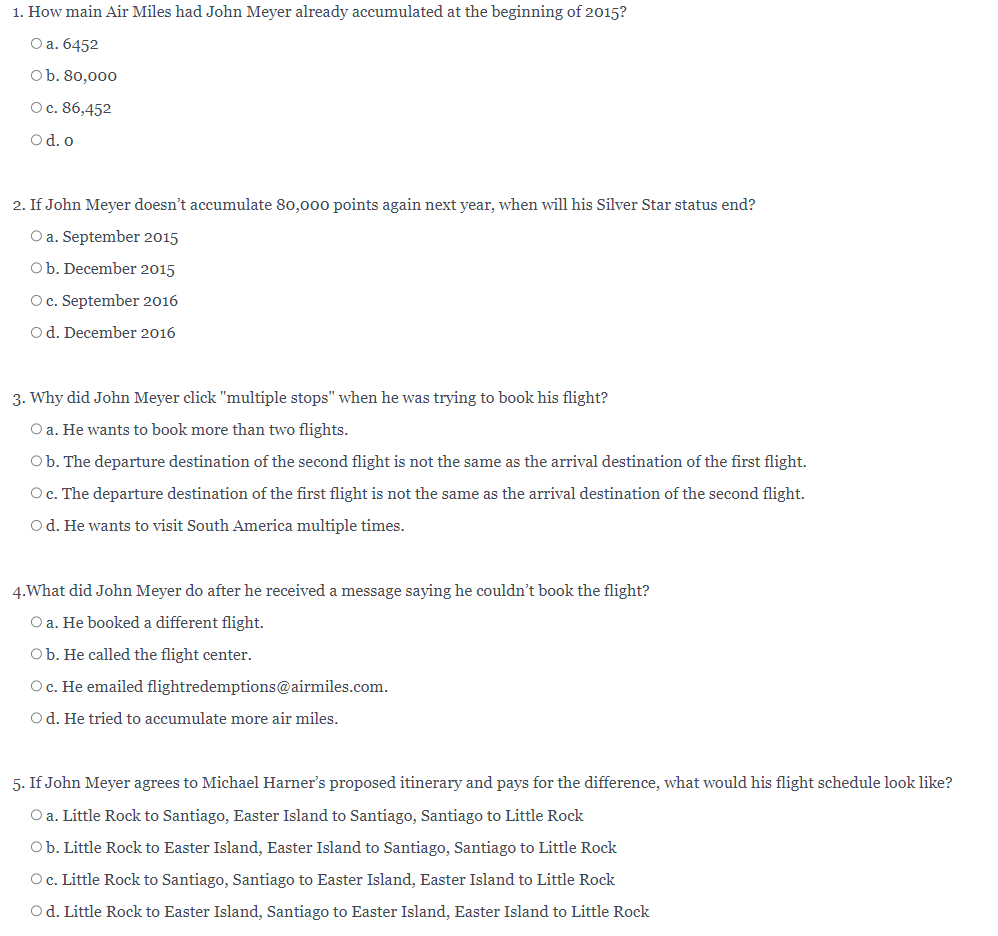 1. How main Air Miles had John Meyer already accumulated at the beginning of 2015?
a. 6452
b. 80,000
c. 86,452
d. 0
2. If John Meyer doesn’t accumulate 80,000 points again next year, when will his Silver Star status end?
a. September 2015
b. December 2015
c. September 2016
d. December 2016
3. Why did John Meyer click "multiple stops" when he was trying to book his flight?
a. He wants to book more than two flights.
b. The departure destination of the second flight is not the same as the arrival destination of the first flight.
c. The departure destination of the first flight is not the same as the arrival destination of the second flight.
d. He wants to visit South America multiple times.
4.What did John Meyer do after he received a message saying he couldn’t book the flight?
a. He booked a different flight.
b. He called the flight center.
c. He emailed flightredemptions@airmiles.com.
d. He tried to accumulate more air miles.
5. If John Meyer agrees to Michael Harner’s proposed itinerary and pays for the difference, what would his flight schedule look like?
a. Little Rock to Santiago, Easter Island to Santiago, Santiago to Little Rock
b. Little Rock to Easter Island, Easter Island to Santiago, Santiago to Little Rock
c. Little Rock to Santiago, Santiago to Easter Island, Easter Island to Little Rock
d. Little Rock to Easter Island, Santiago to Easter Island, Easter Island to Little Rock